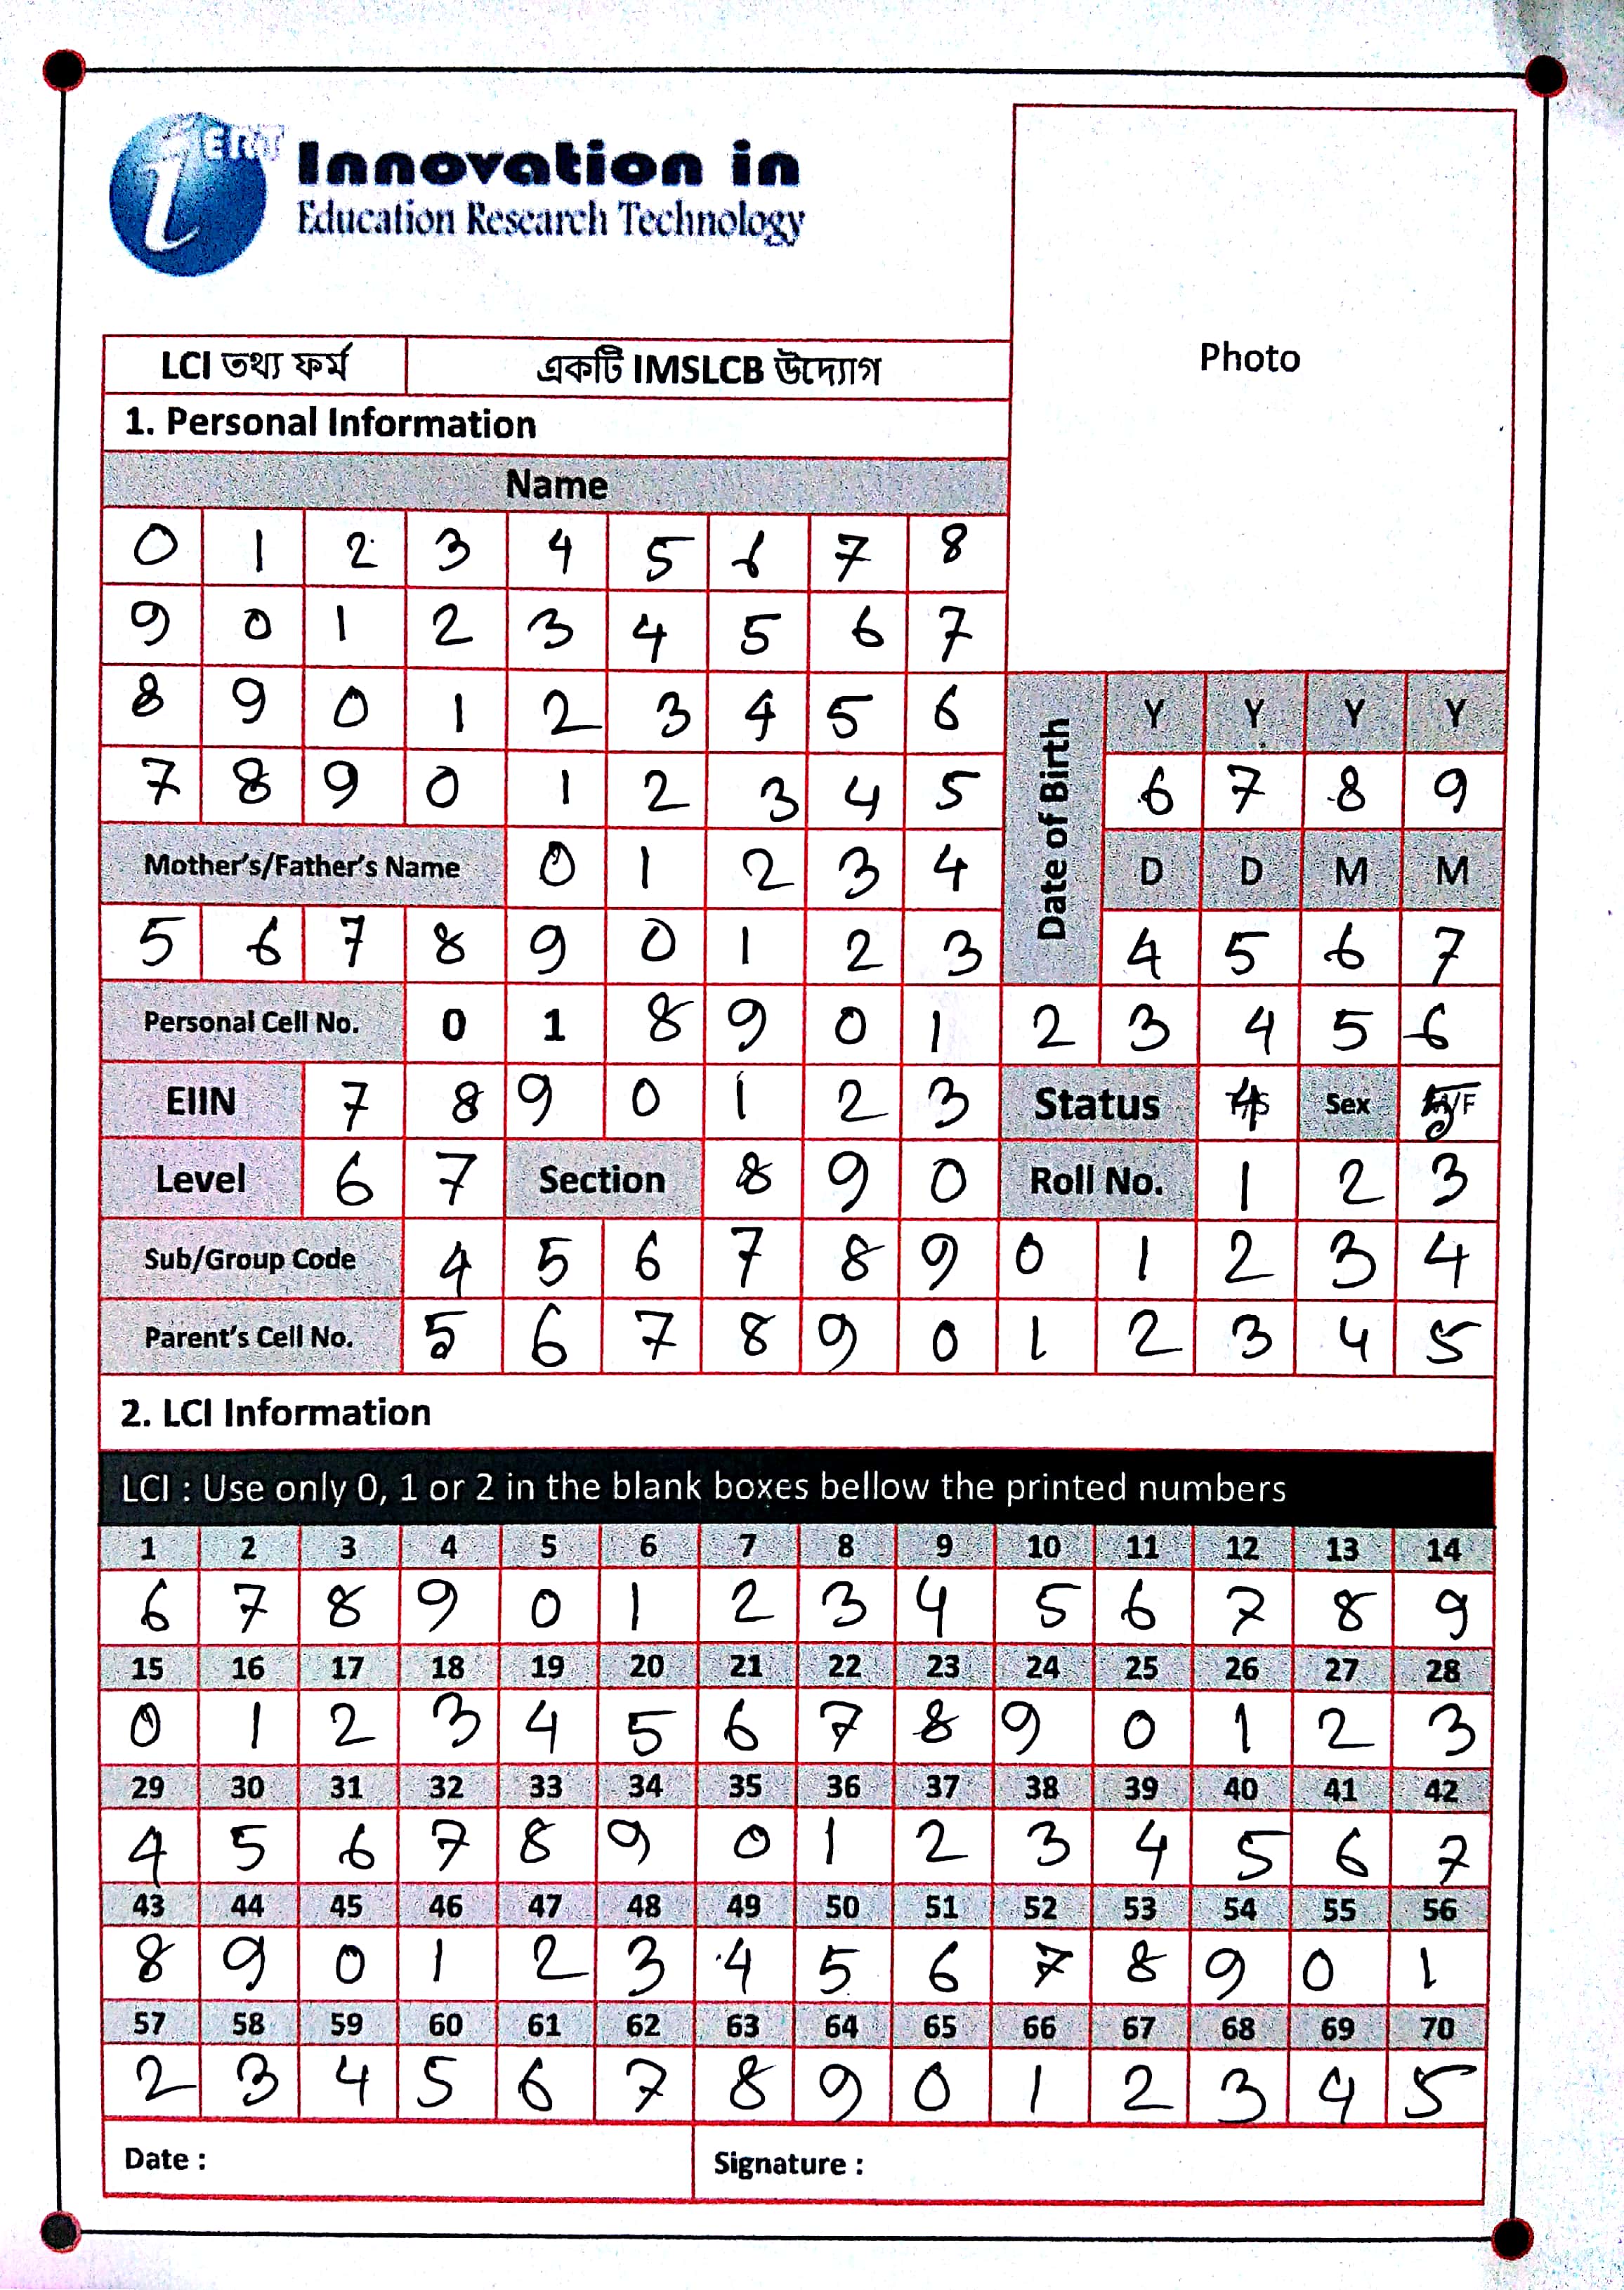 iERT Innovation in
Education Research Technology
Photo
LCI তথ্য ফর্ম একটি IMSLCB উদ্যোগ
1. Personal Information
Name
0 1 2 3 4 5 6 7 8
9 0 1 2 3 4 5 6 7
8 9 0 1 2 3 4 5 6 Date of Birth Y Y Y Y
7 8 9 0 1 2 3 4 5 6 7 8 9
Mother's/Father's Name 0 1 2 3 4 D D M M
5 6 7 8 9 0 1 2 3 4 5 6 7
Personal Cell No. 0 1 8 9 0 1 2 3 4 5 6
EIIN 7 8 9 0 1 2 3 Status 4 Sex 5
Level 6 7 Section 8 9 0 Roll No. 1 2 3
Sub/Group Code 4 5 6 7 8 9 0 1 2 3 4
Parent's Cell No. 5 6 7 8 9 0 1 2 3 4 5
2. LCI Information
LCI : Use only 0, 1 or 2 in the blank boxes bellow the printed numbers
1 2 3 4 5 6 7 8 9 10 11 12 13 14
6 7 8 9 0 1 2 3 4 5 6 7 8 9
15 16 17 18 19 20 21 22 23 24 25 26 27 28
0 1 2 3 4 5 6 7 8 9 0 1 2 3
29 30 31 32 33 34 35 36 37 38 39 40 41 42
4 5 6 7 8 9 0 1 2 3 4 5 6 7
43 44 45 46 47 48 49 50 51 52 53 54 55 56
8 9 0 1 2 3 4 5 6 7 8 9 0 1
57 58 59 60 61 62 63 64 65 66 67 68 69 70
2 3 4 5 6 7 8 9 0 1 2 3 4 5
Date : Signature :